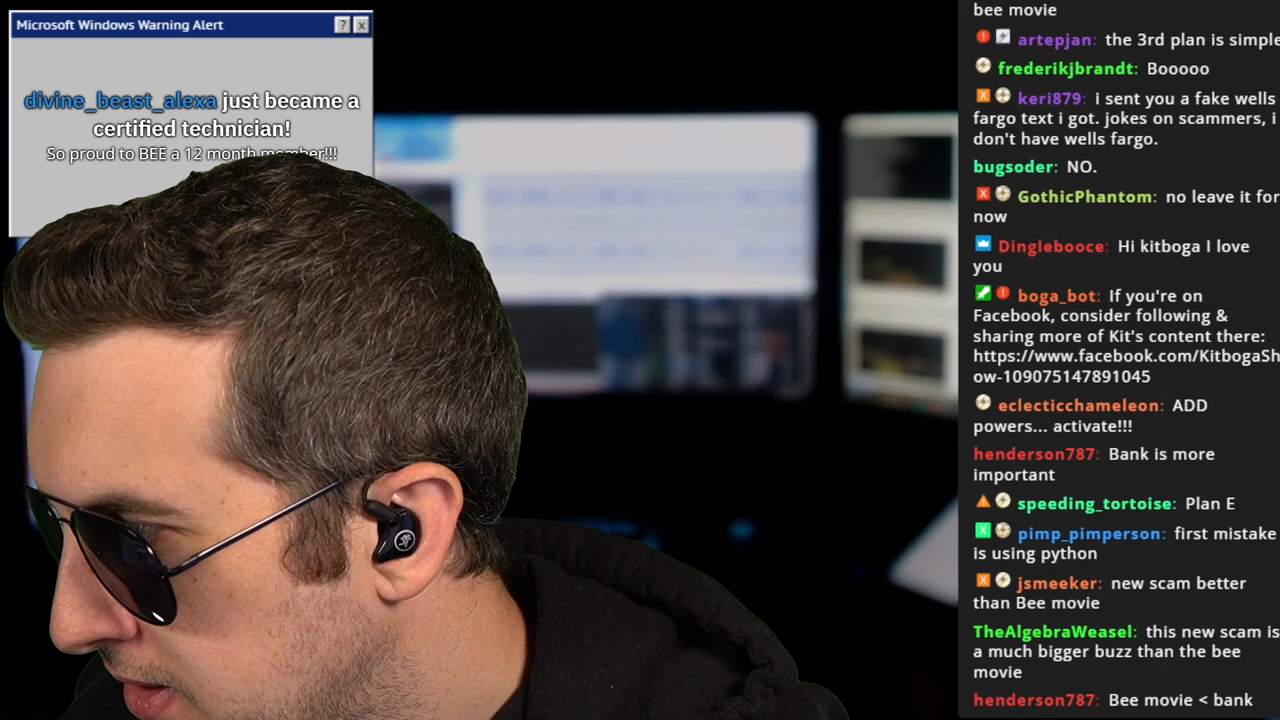 Microsoft Windows Warning Alert
? x
divine_beast_alexa just became a
certified technician!
So proud to BEE a 12 month member!!!
bee movie
artepjan: the 3rd plan is simple
frederikjbrandt: Booooo
keri879: i sent you a fake wells
fargo text i got. jokes on scammers, i
don't have wells fargo.
bugsoder: NO.
GothicPhantom: no leave it for
now
Dinglebooce: Hi kitboga I love
you
boga_bot: If you're on
Facebook, consider following &
sharing more of Kit's content there:
https://www.facebook.com/KitbogaSh
ow-109075147891045
eclecticchameleon: ADD
powers... activate!!!
henderson787: Bank is more
important
speeding_tortoise: Plan E
pimp_pimperson: first mistake
is using python
jsmeeker: new scam better
than Bee movie
TheAlgebraWeasel: this new scam is
a much bigger buzz than the bee
movie
henderson787: Bee movie < bank